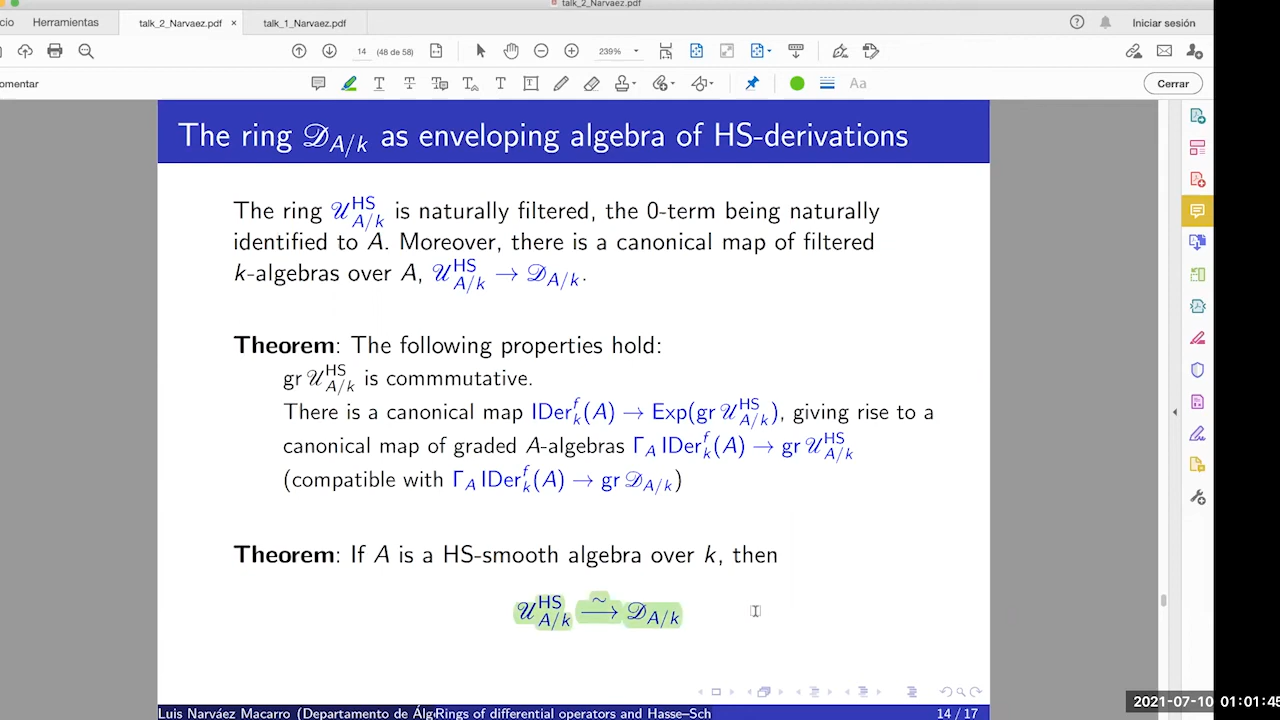 talk_2_Narvaez.pdf
cio Herramientas talk_2_Narvaez.pdf × talk_1_Narvaez.pdf Iniciar sesión
14 (48 de 58) 239%
omentar Aa Cerrar
The ring 𝒟_{A/k} as enveloping algebra of HS-derivations
The ring 𝒰^{HS}_{A/k} is naturally filtered, the 0-term being naturally
identified to A. Moreover, there is a canonical map of filtered
k-algebras over A, 𝒰^{HS}_{A/k} → 𝒟_{A/k}.
Theorem: The following properties hold:
gr 𝒰^{HS}_{A/k} is commmutative.
There is a canonical map IDer^f_k(A) → Exp(gr 𝒰^{HS}_{A/k}), giving rise to a
canonical map of graded A-algebras Γ_A IDer^f_k(A) → gr 𝒰^{HS}_{A/k}
(compatible with Γ_A IDer^f_k(A) → gr 𝒟_{A/k})
Theorem: If A is a HS-smooth algebra over k, then
𝒰^{HS}_{A/k} ⥲ 𝒟_{A/k}
Luis Narváez Macarro (Departamento de Álg Rings of differential operators and Hasse–Sch 14 / 17
2021-07-10 01:01:45